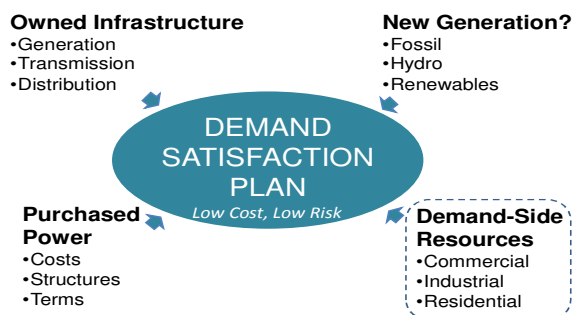 Owned Infrastructure
•Generation
•Transmission
•Distribution
New Generation?
•Fossil
•Hydro
•Renewables
DEMAND
SATISFACTION
PLAN
Low Cost, Low Risk
Purchased
Power
•Costs
•Structures
•Terms
Demand-Side
Resources
•Commercial
•Industrial
•Residential